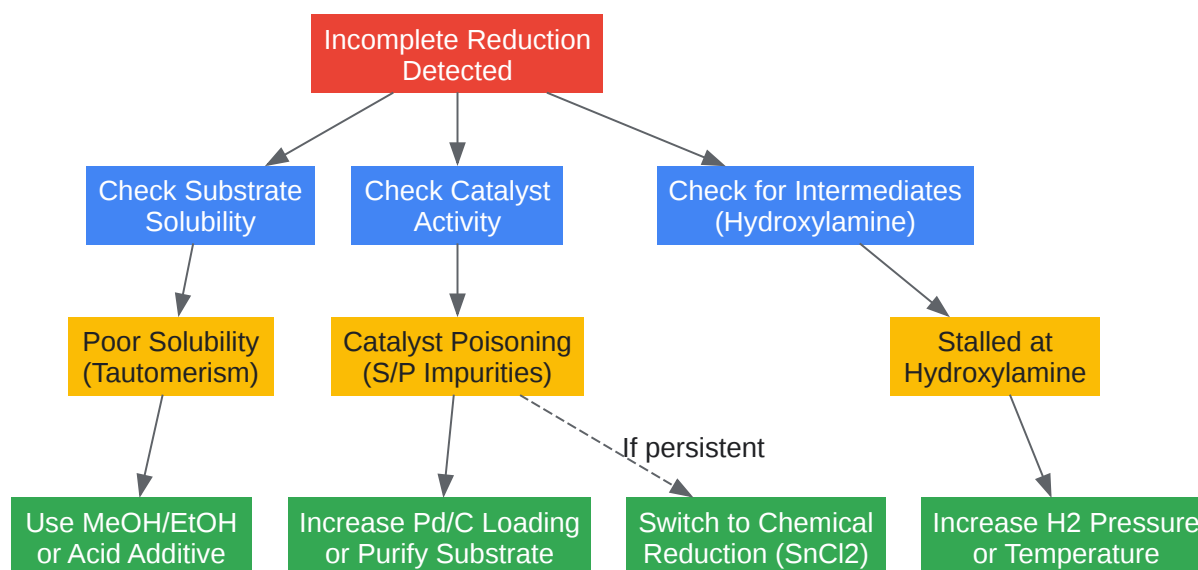 Incomplete Reduction
Detected
Check Substrate
Solubility
Check Catalyst
Activity
Check for Intermediates
(Hydroxylamine)
Poor Solubility
(Tautomerism)
Catalyst Poisoning
(S/P Impurities)
Stalled at
Hydroxylamine
If persistent
Use MeOH/EtOH
or Acid Additive
Increase Pd/C Loading
or Purify Substrate
Switch to Chemical
Reduction (SnCl2)
Increase H2 Pressure
or Temperature